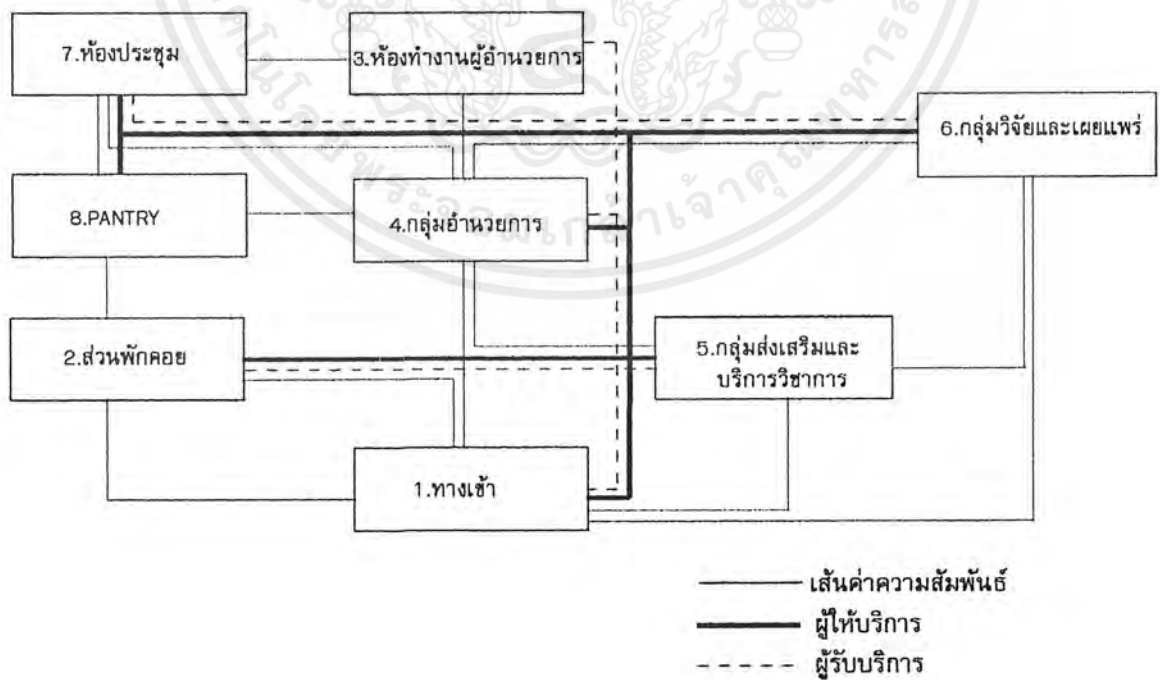 7.ห้องประชุม
3.ห้องทำงานผู้อำนวยการ
6.กลุ่มวิจัยและเผยแพร่
8.PANTRY
4.กลุ่มอำนวยการ
2.ส่วนพักคอย
5.กลุ่มส่งเสริมและ
บริการวิชาการ
1.ทางเข้า
เส้นค่าความสัมพันธ์
ผู้ให้บริการ
ผู้รับบริการ